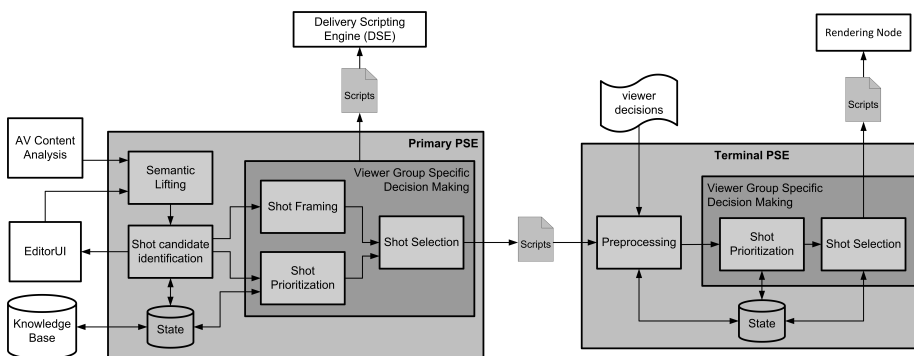 Delivery Scripting
Engine (DSE)
Rendering Node
Scripts
Scripts
viewer
decisions
AV Content
Analysis
Primary PSE
Terminal PSE
Semantic
Lifting
Viewer Group Specific
Decision Making
Viewer Group Specific
Decision Making
Shot Framing
EditorUI
Shot candidate
identification
Shot Selection
Scripts
Preprocessing
Shot
Prioritization
Shot Selection
Shot
Prioritization
Knowledge
Base
State
State